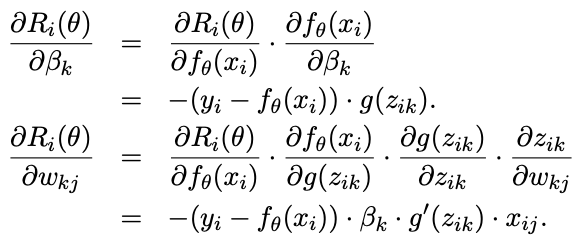 ∂R_i(θ)/∂β_k = ∂R_i(θ)/∂f_θ(x_i) · ∂f_θ(x_i)/∂β_k
= −(y_i − f_θ(x_i)) · g(z_ik).
∂R_i(θ)/∂w_kj = ∂R_i(θ)/∂f_θ(x_i) · ∂f_θ(x_i)/∂g(z_ik) · ∂g(z_ik)/∂z_ik · ∂z_ik/∂w_kj
= −(y_i − f_θ(x_i)) · β_k · g′(z_ik) · x_ij.